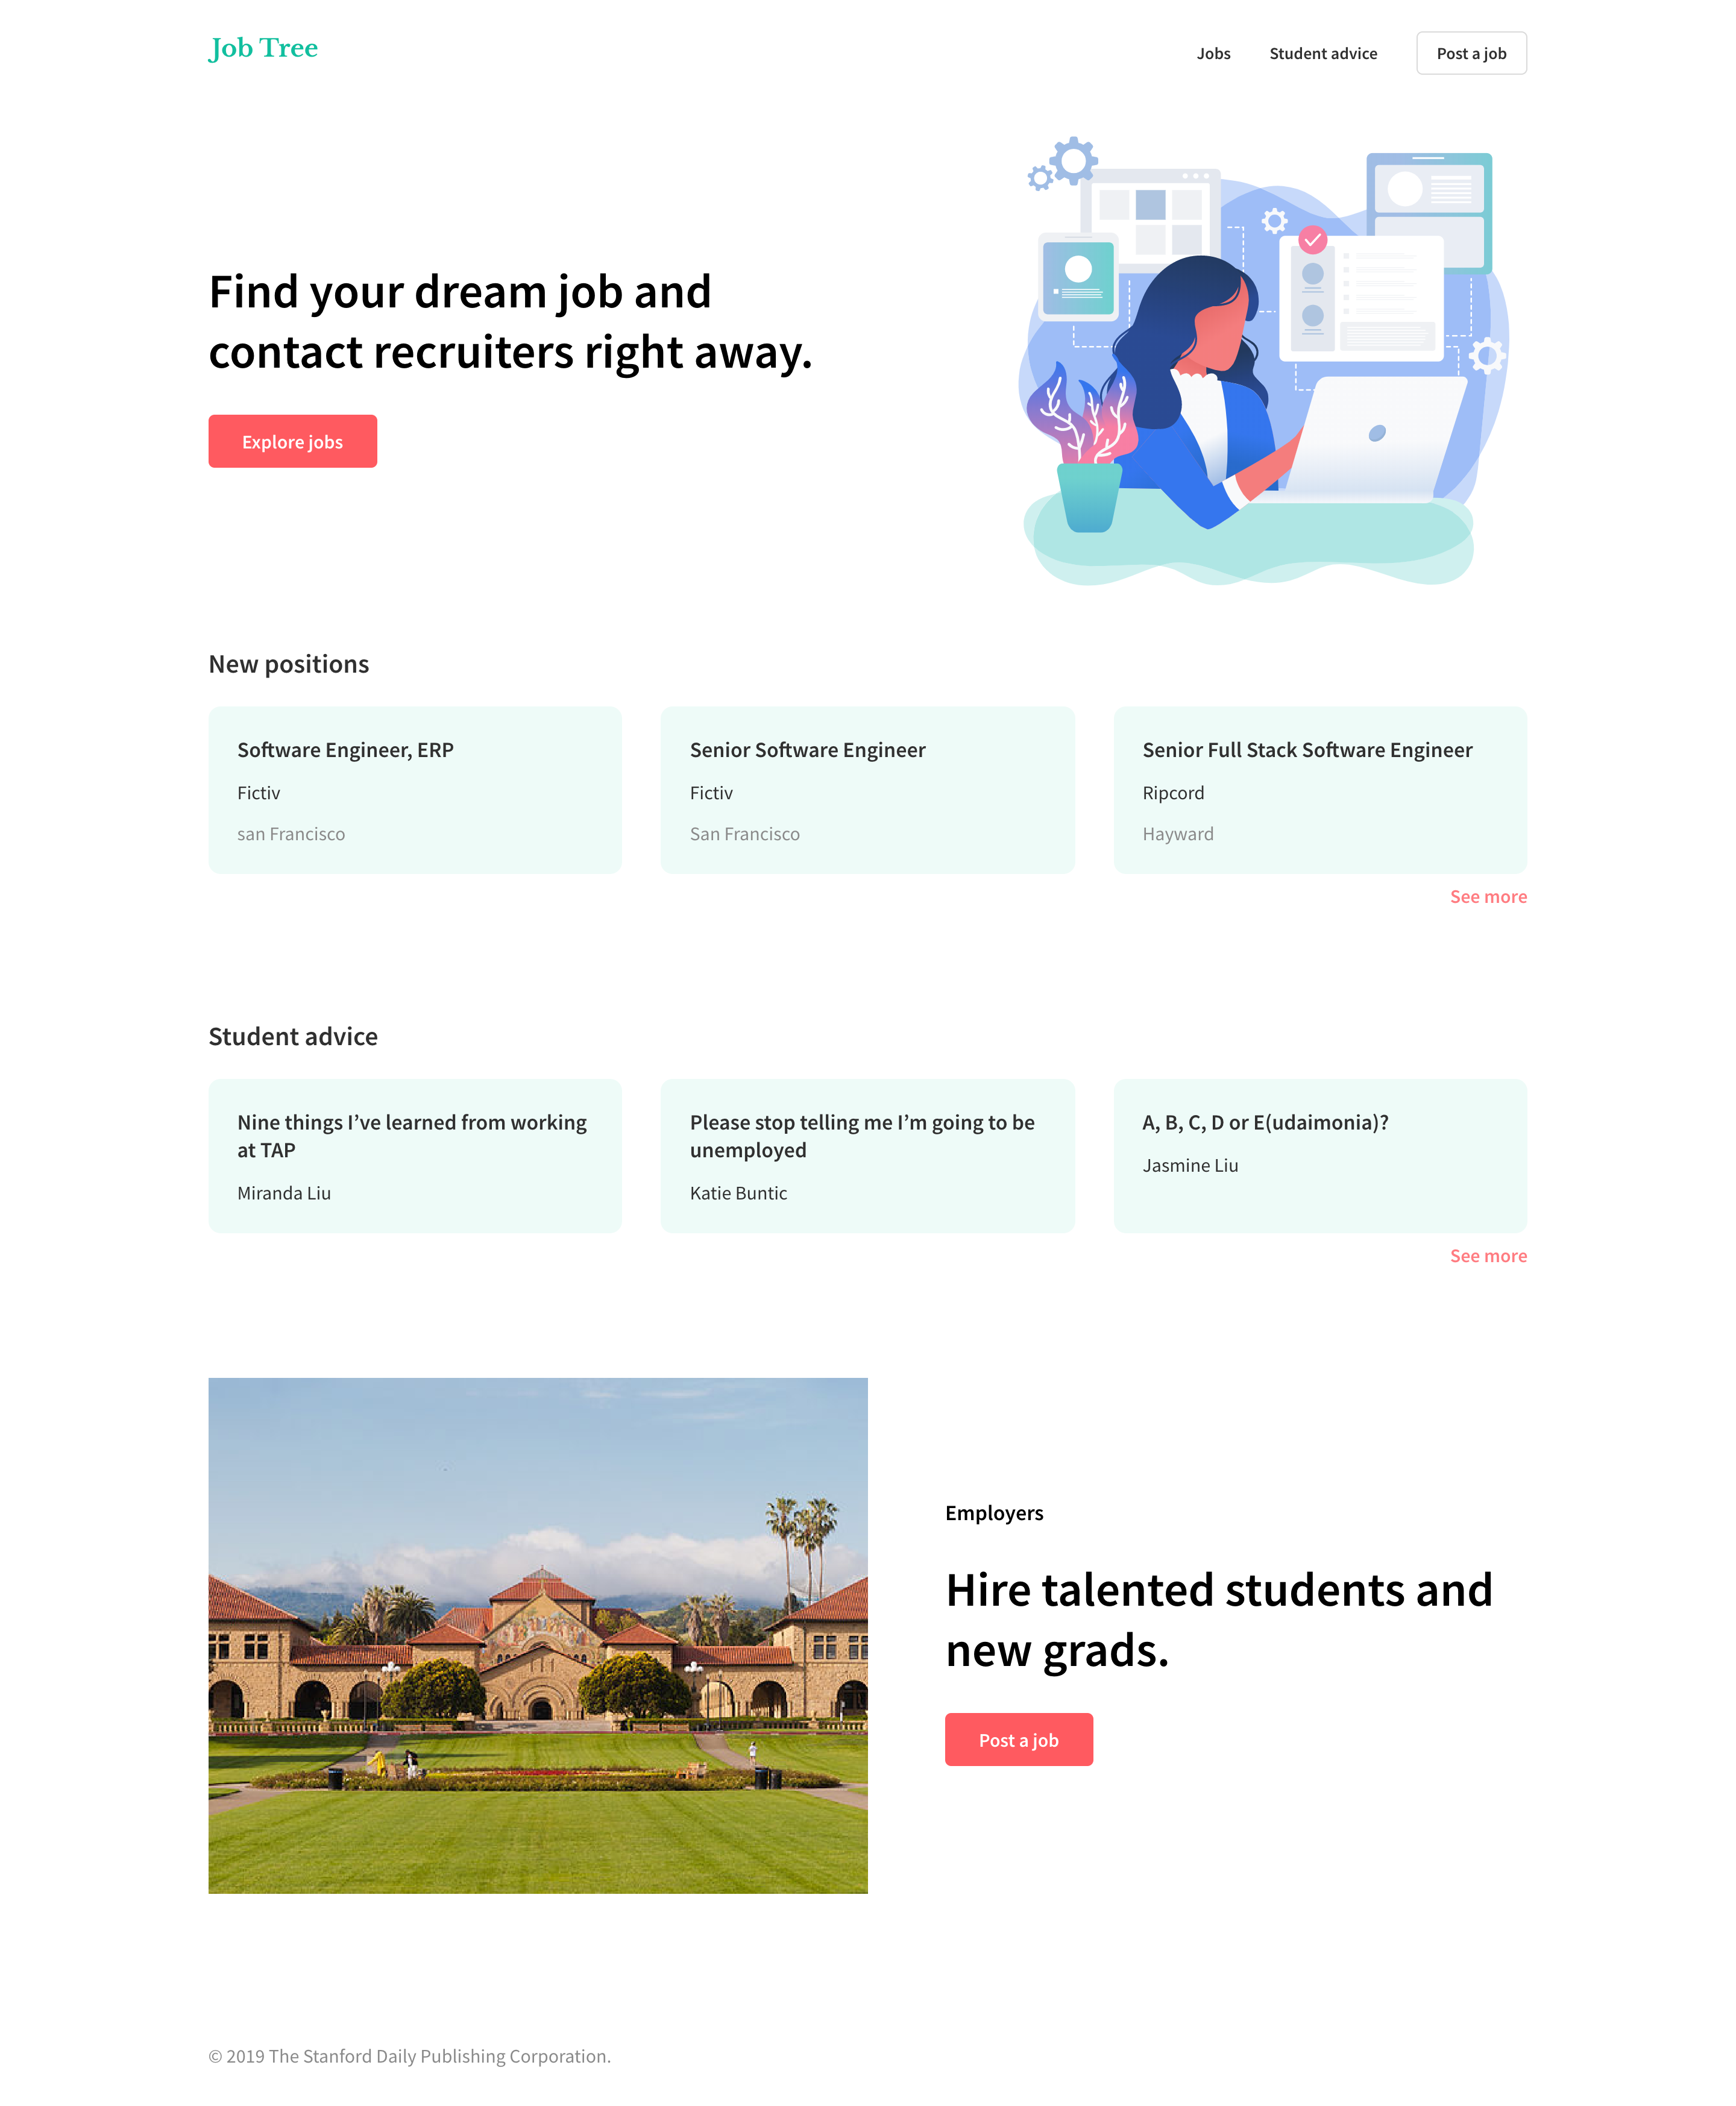 Job Tree
Jobs
Student advice
Post a job
Find your dream job and
contact recruiters right away.
Explore jobs
New positions
Software Engineer, ERP
Fictiv
san Francisco
Senior Software Engineer
Fictiv
San Francisco
Senior Full Stack Software Engineer
Ripcord
Hayward
See more
Student advice
Nine things I’ve learned from working
at TAP
Miranda Liu
Please stop telling me I’m going to be
unemployed
Katie Buntic
A, B, C, D or E(udaimonia)?
Jasmine Liu
See more
Employers
Hire talented students and
new grads.
Post a job
© 2019 The Stanford Daily Publishing Corporation.